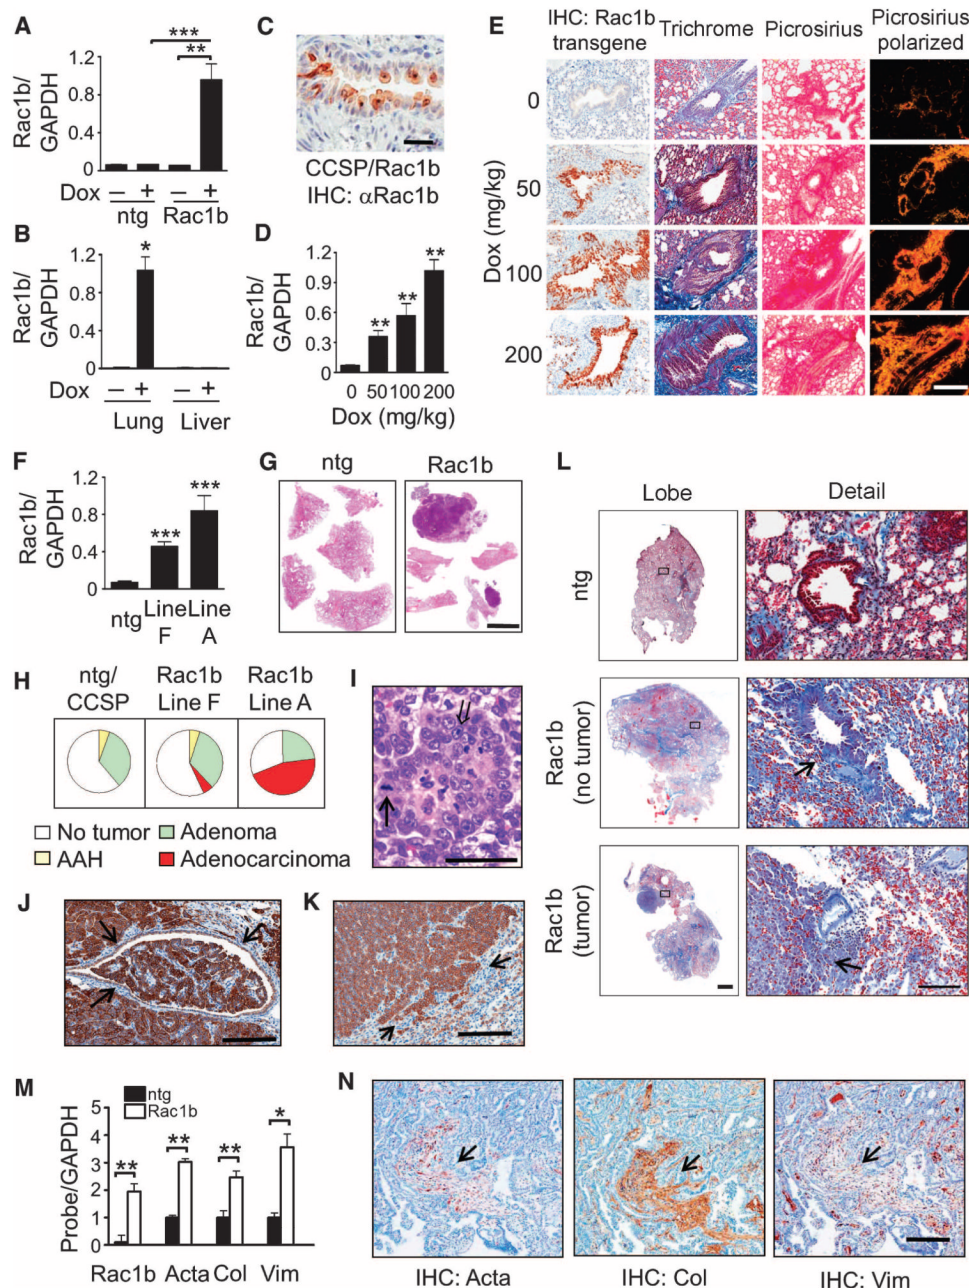 A
Rac1b/
GAPDH
1.2
0.8
0.4
0
***
**
Dox — + — +
ntg Rac1b
B
Rac1b/
GAPDH
1.2
0.8
0.4
0
*
Dox — + — +
Lung Liver
C
CCSP/Rac1b
IHC: αRac1b
D
Rac1b/
GAPDH
1.2
0.9
0.6
0.3
0
**
**
**
0 50 100 200
Dox (mg/kg)
E
IHC: Rac1b
transgene
Trichrome
Picrosirius
Picrosirius
polarized
Dox (mg/kg)
0
50
100
200
F
Rac1b/
GAPDH
1.2
0.8
0.4
0
***
***
ntg Line Line
F A
G
ntg Rac1b
H
ntg/
CCSP
Rac1b
Line F
Rac1b
Line A
No tumor
Adenoma
AAH
Adenocarcinoma
I
J
K
L
Lobe Detail
ntg
Rac1b
(no tumor)
Rac1b
(tumor)
M
ntg
Rac1b
Probe/GAPDH
5
4
3
2
1
0
**
**
**
*
Rac1b Acta Col Vim
N
IHC: Acta IHC: Col IHC: Vim